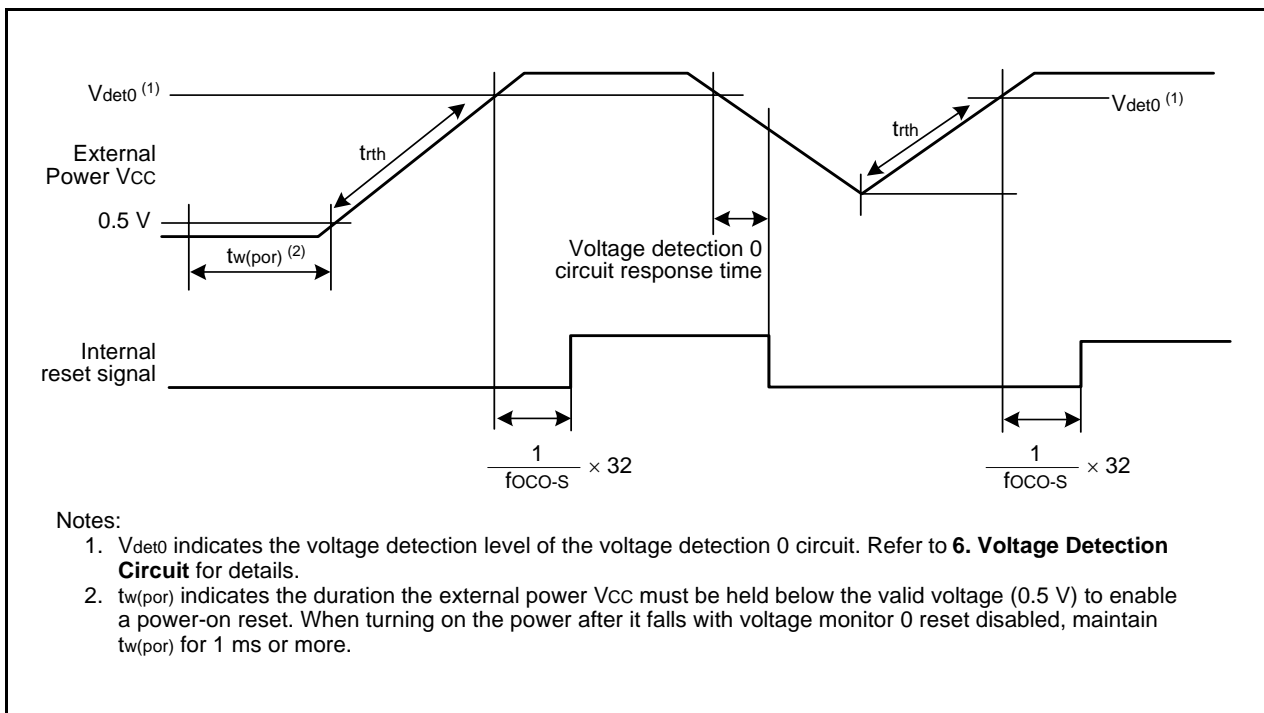 Vdet0 (1)
trth
External
Power VCC
0.5 V
tw(por) (2)
Voltage detection 0
circuit response time
trth
Vdet0 (1)
Internal
reset signal
1
fOCO-S
× 32
1
fOCO-S
× 32
Notes:
1. Vdet0 indicates the voltage detection level of the voltage detection 0 circuit. Refer to 6. Voltage Detection
Circuit for details.
2. tw(por) indicates the duration the external power VCC must be held below the valid voltage (0.5 V) to enable
a power-on reset. When turning on the power after it falls with voltage monitor 0 reset disabled, maintain
tw(por) for 1 ms or more.